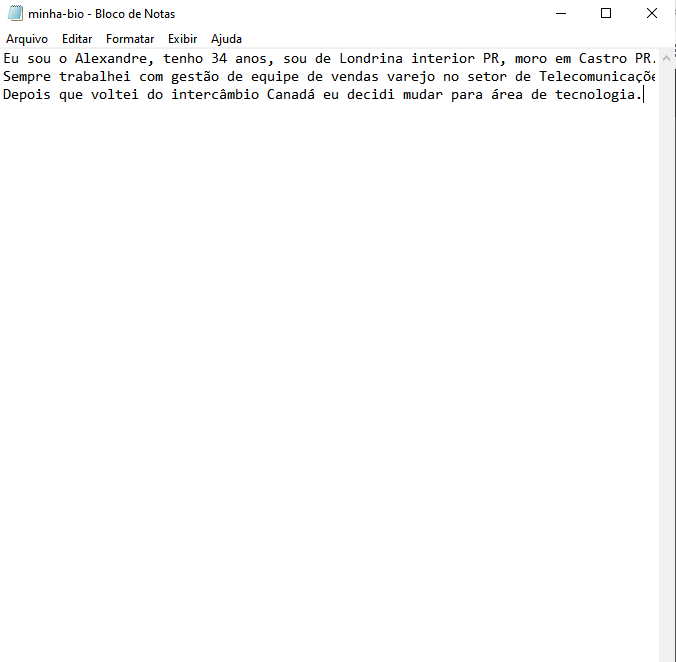 minha-bio - Bloco de Notas
Arquivo Editar Formatar Exibir Ajuda
Eu sou o Alexandre, tenho 34 anos, sou de Londrina interior PR, moro em Castro PR.
Sempre trabalhei com gestão de equipe de vendas varejo no setor de Telecomunicaçõe
Depois que voltei do intercâmbio Canadá eu decidi mudar para área de tecnologia.